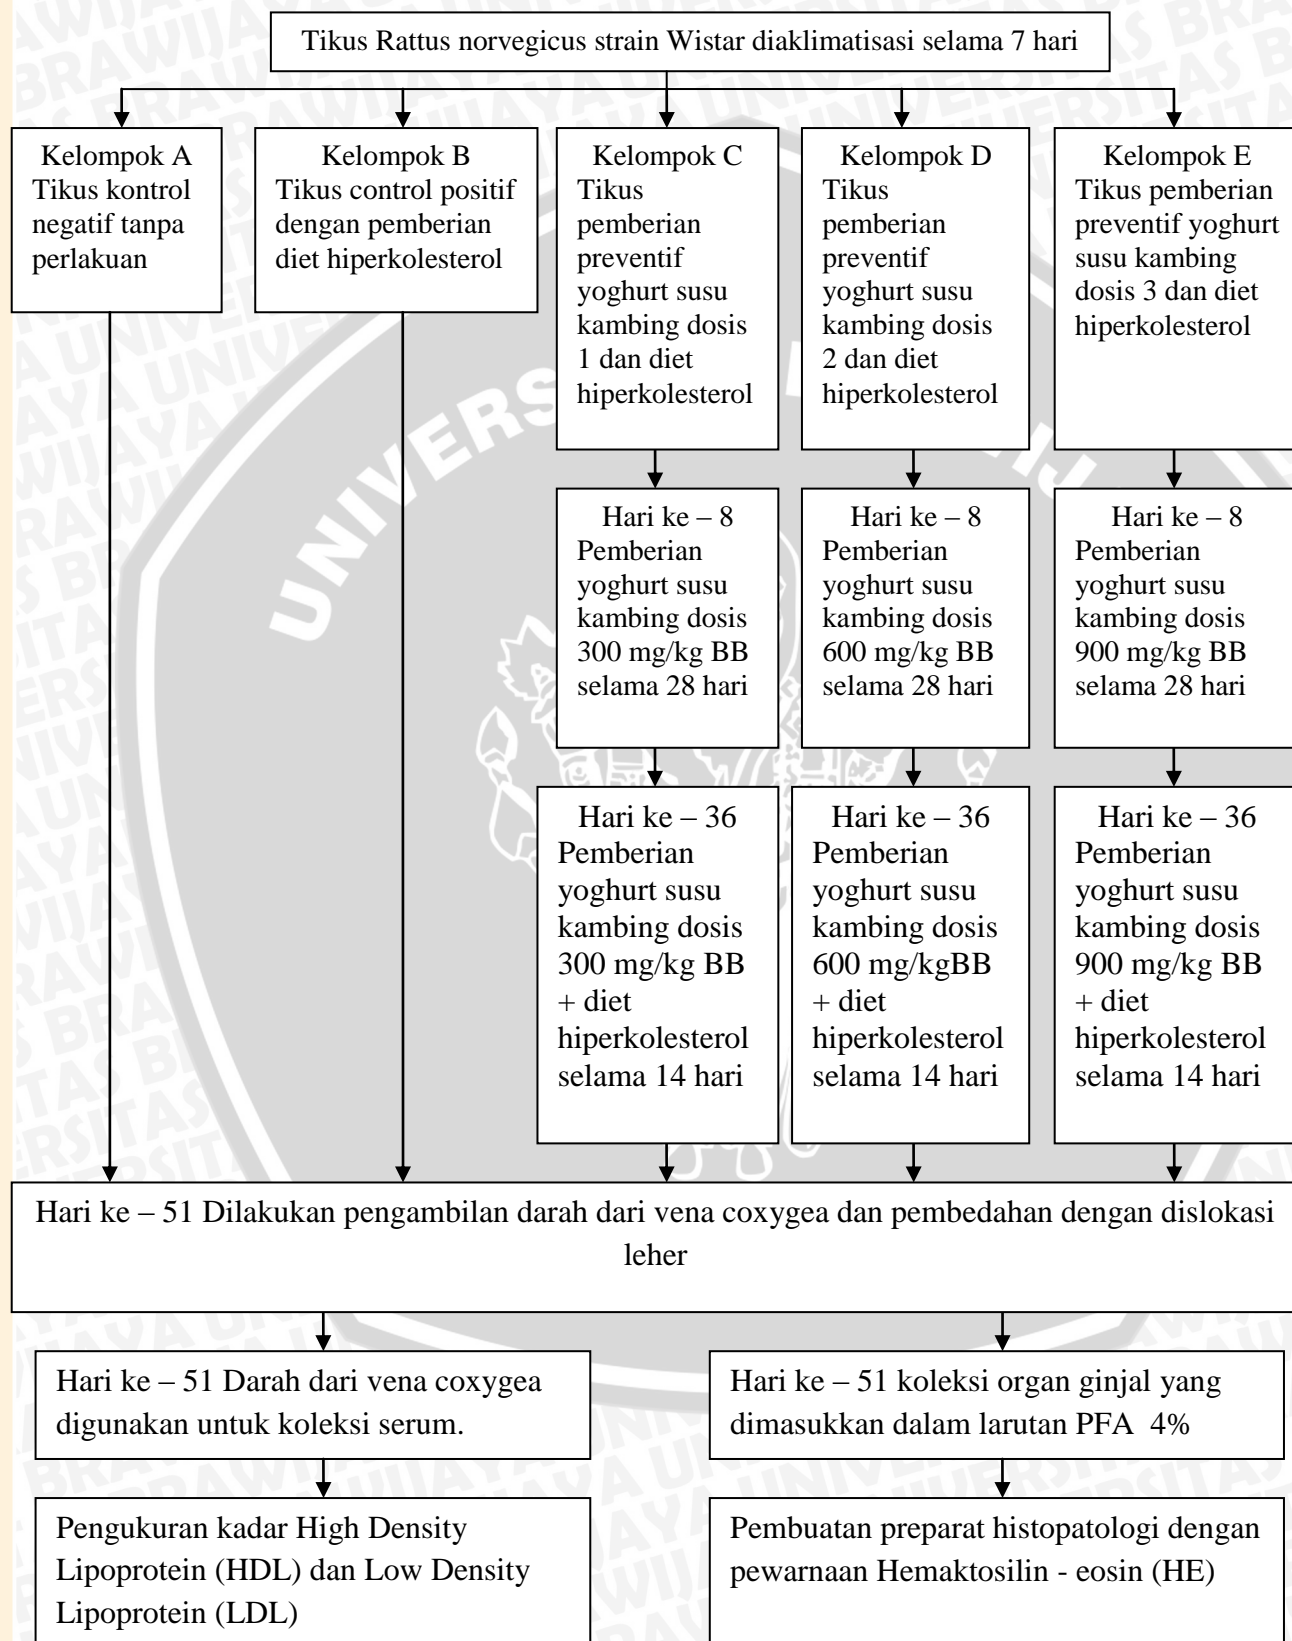 Tikus Rattus norvegicus strain Wistar diaklimatisasi selama 7 hari
Kelompok A
Tikus kontrol
negatif tanpa
perlakuan
Kelompok B
Tikus control positif
dengan pemberian
diet hiperkolesterol
Kelompok C
Tikus
pemberian
preventif
yoghurt susu
kambing dosis
1 dan diet
hiperkolesterol
Kelompok D
Tikus
pemberian
preventif
yoghurt susu
kambing dosis
2 dan diet
hiperkolesterol
Kelompok E
Tikus pemberian
preventif yoghurt
susu kambing
dosis 3 dan diet
hiperkolesterol
Hari ke – 8
Pemberian
yoghurt susu
kambing dosis
300 mg/kg BB
selama 28 hari
Hari ke – 8
Pemberian
yoghurt susu
kambing dosis
600 mg/kg BB
selama 28 hari
Hari ke – 8
Pemberian
yoghurt susu
kambing dosis
900 mg/kg BB
selama 28 hari
Hari ke – 36
Pemberian
yoghurt susu
kambing dosis
300 mg/kg BB
+ diet
hiperkolesterol
selama 14 hari
Hari ke – 36
Pemberian
yoghurt susu
kambing dosis
600 mg/kgBB
+ diet
hiperkolesterol
selama 14 hari
Hari ke – 36
Pemberian
yoghurt susu
kambing dosis
900 mg/kg BB
+ diet
hiperkolesterol
selama 14 hari
Hari ke – 51 Dilakukan pengambilan darah dari vena coxygea dan pembedahan dengan dislokasi
leher
Hari ke – 51 Darah dari vena coxygea
digunakan untuk koleksi serum.
Hari ke – 51 koleksi organ ginjal yang
dimasukkan dalam larutan PFA 4%
Pengukuran kadar High Density
Lipoprotein (HDL) dan Low Density
Lipoprotein (LDL)
Pembuatan preparat histopatologi dengan
pewarnaan Hemaktosilin - eosin (HE)